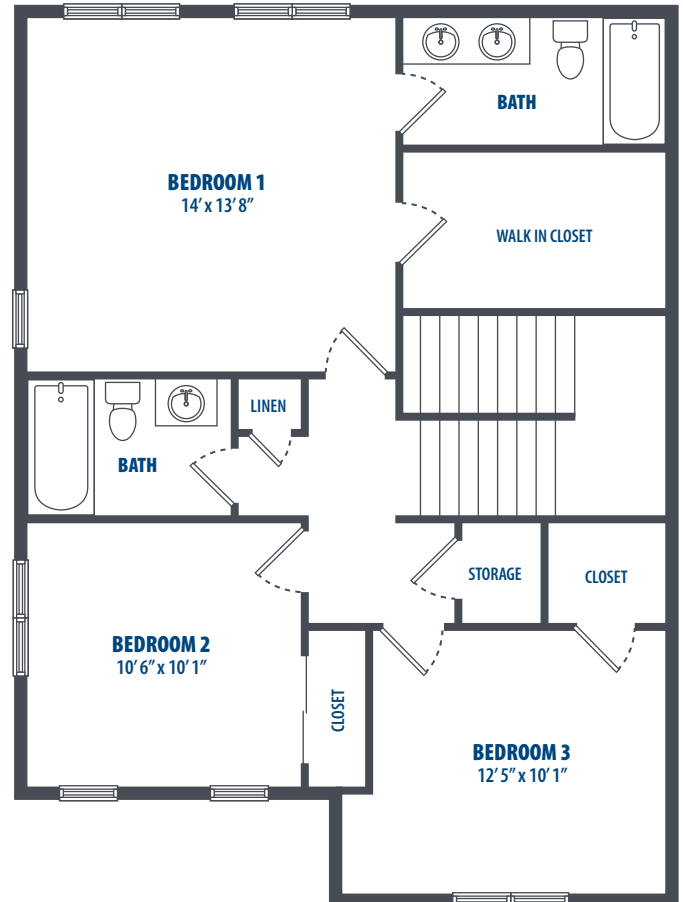 BATH
BEDROOM 1
14’ x 13’ 8”
WALK IN CLOSET
LINEN
BATH
STORAGE
CLOSET
BEDROOM 2
10’ 6” x 10’ 1”
CLOSET
BEDROOM 3
12’ 5” x 10’ 1”